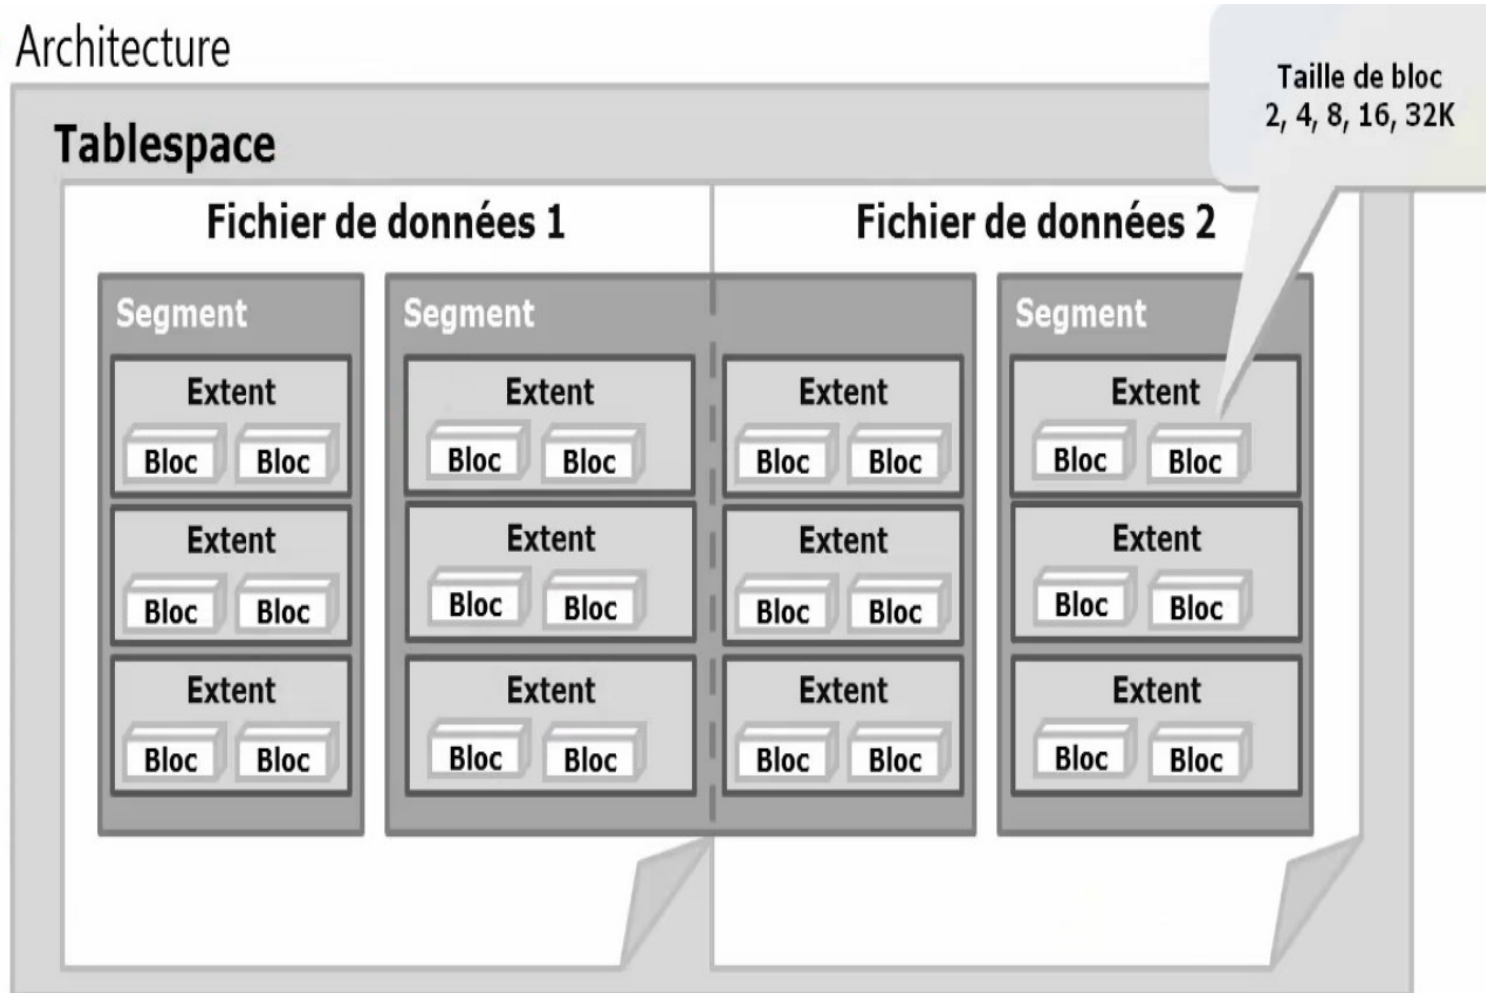 Architecture
Taille de bloc
2, 4, 8, 16, 32K
Tablespace
Fichier de données 1
Fichier de données 2
Segment
Segment
Segment
Extent
Extent
Extent
Extent
Bloc Bloc
Bloc Bloc
Bloc Bloc
Bloc Bloc
Extent
Extent
Extent
Extent
Bloc Bloc
Bloc Bloc
Bloc Bloc
Bloc Bloc
Extent
Extent
Extent
Extent
Bloc Bloc
Bloc Bloc
Bloc Bloc
Bloc Bloc